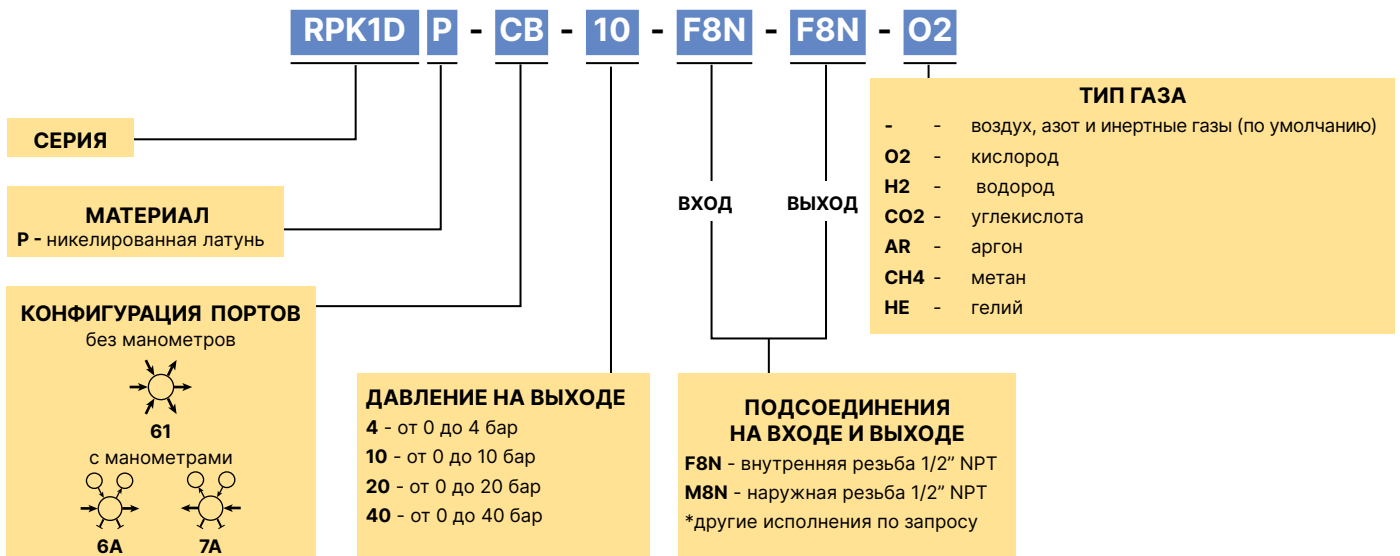 RPK1D P - CB - 10 - F8N - F8N - O2
СЕРИЯ
МАТЕРИАЛ
P - никелированная латунь
КОНФИГУРАЦИЯ ПОРТОВ
без манометров
61
с манометрами
6A 7A
ДАВЛЕНИЕ НА ВЫХОДЕ
4 - от 0 до 4 бар
10 - от 0 до 10 бар
20 - от 0 до 20 бар
40 - от 0 до 40 бар
ВХОД ВЫХОД
ПОДСОЕДИНЕНИЯ
НА ВХОДЕ И ВЫХОДЕ
F8N - внутренняя резьба 1/2” NPT
M8N - наружная резьба 1/2” NPT
*другие исполнения по запросу
ТИП ГАЗА
- - воздух, азот и инертные газы (по умолчанию)
O2 - кислород
H2 - водород
CO2 - углекислота
AR - аргон
CH4 - метан
HE - гелий